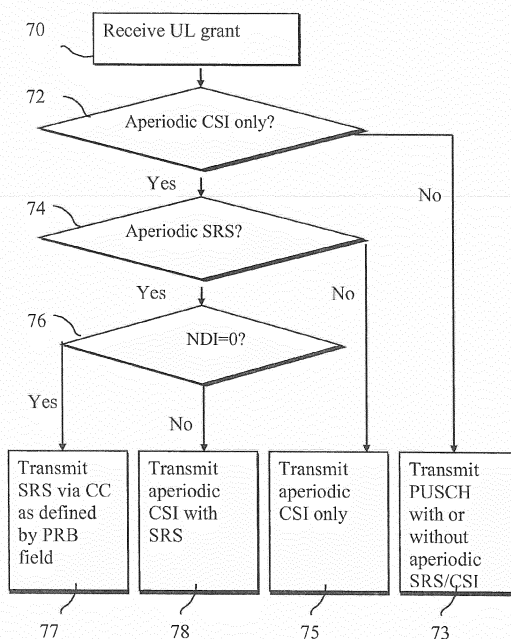 70
Receive UL grant
72
Aperiodic CSI only?
Yes
No
74
Aperiodic SRS?
Yes
No
76
NDI=0?
Yes
No
Transmit
SRS via CC
as defined
by PRB
field
Transmit
aperiodic
CSI with
SRS
Transmit
aperiodic
CSI only
Transmit
PUSCH
with or
without
aperiodic
SRS/CSI
77
78
75
73